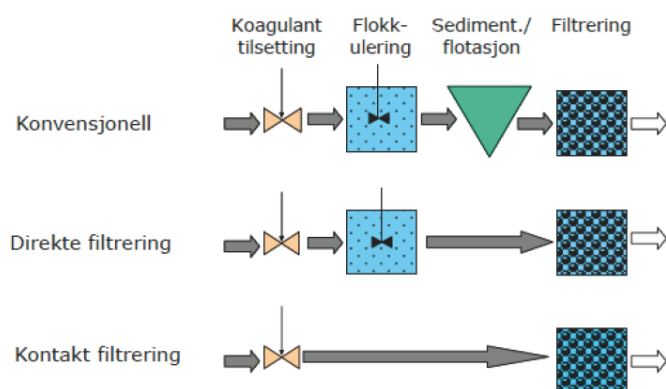 Koagulant
tilsetting
Flokk-
ulering
Sediment./
flotasjon
Filtrering
Konvensjonell
Direkte filtrering
Kontakt filtrering